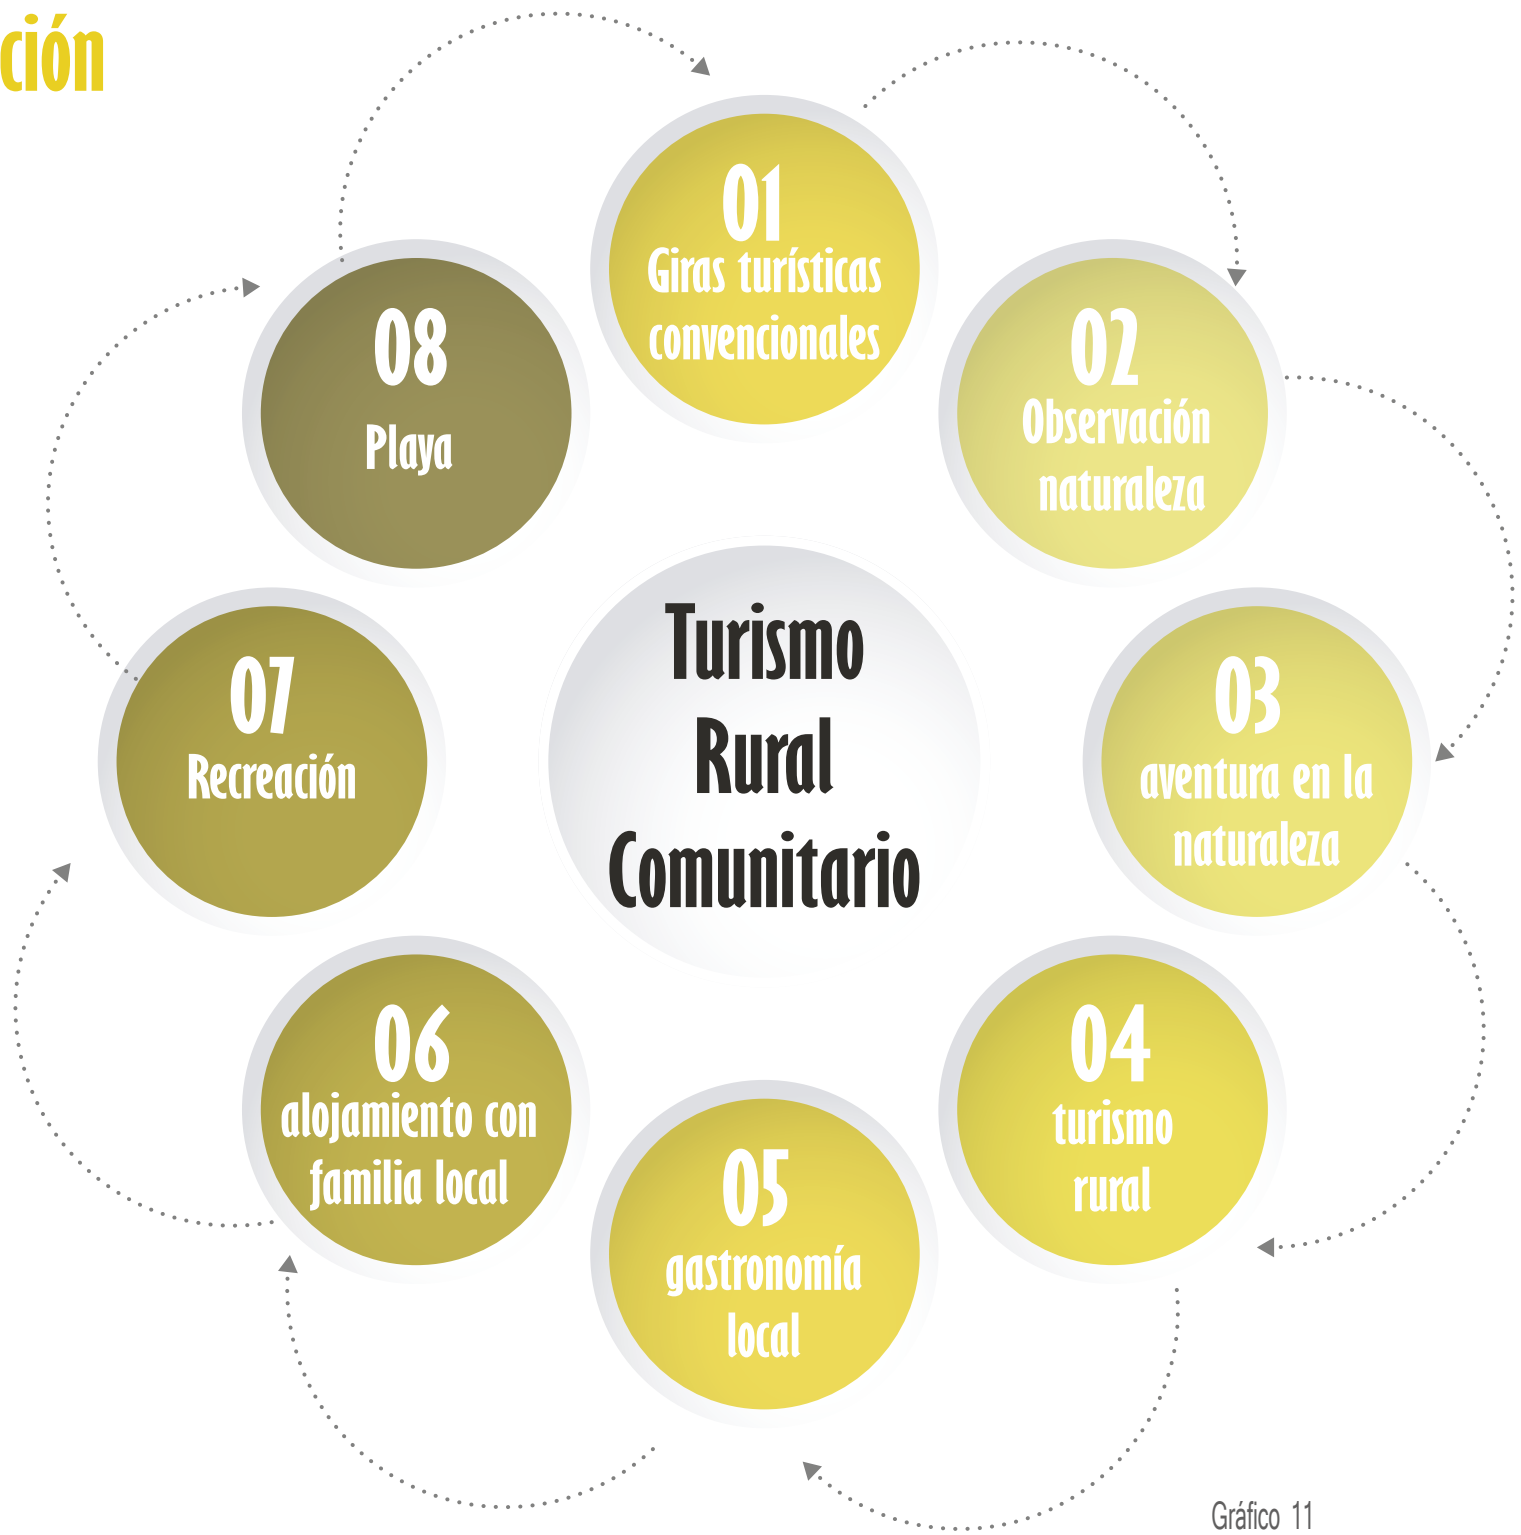 ción
01
Giras turísticas
convencionales
02
Observación
naturaleza
03
aventura en la
naturaleza
04
turismo
rural
05
gastronomía
local
06
alojamiento con
familia local
07
Recreación
08
Playa
Turismo
Rural
Comunitario
Gráfico 11